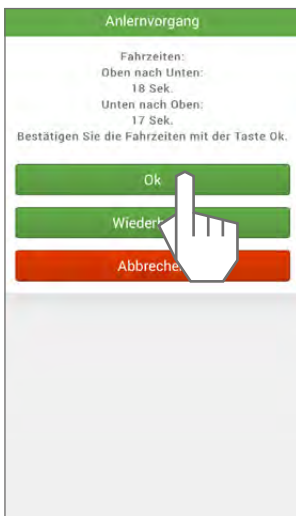 Anlernvorgang
Fahrzeiten:
Oben nach Unten:
18 Sek.
Unten nach Oben:
17 Sek.
Bestätigen Sie die Fahrzeiten mit der Taste Ok.
Ok
Abbreche